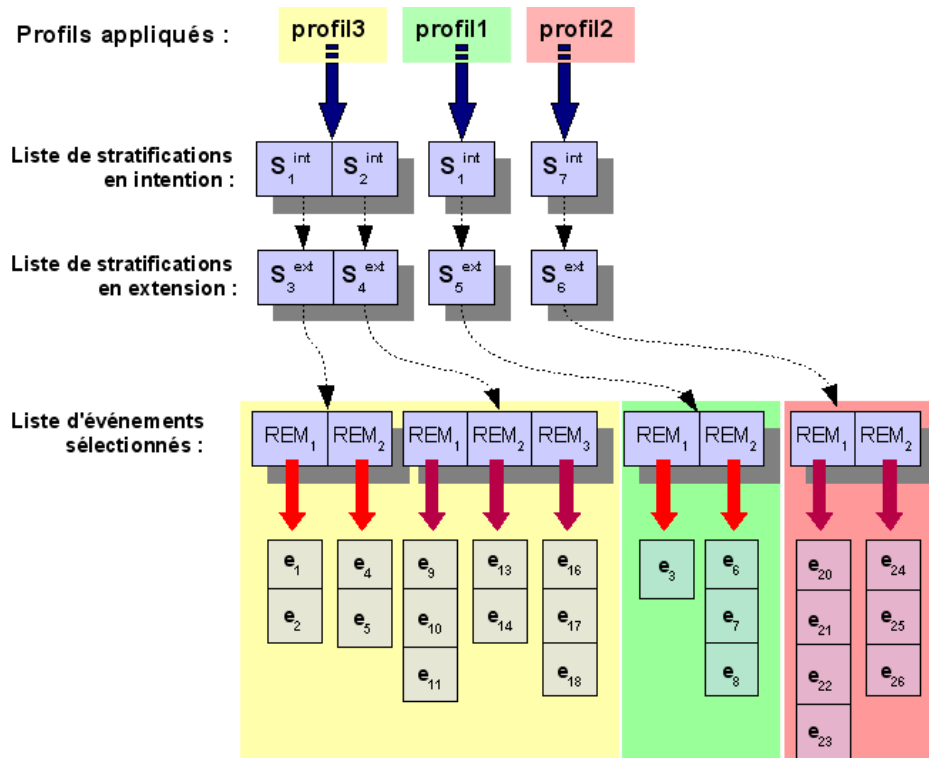 Profils appliqués : profil3 profil1 profil2
Liste de stratifications
en intention :
S₁ⁱⁿᵗ S₂ⁱⁿᵗ S₁ⁱⁿᵗ S₇ⁱⁿᵗ
Liste de stratifications
en extension :
S₃ᵉˣᵗ S₄ᵉˣᵗ S₅ᵉˣᵗ S₆ᵉˣᵗ
Liste d'événements
sélectionnés :
REM₁ REM₂ REM₁ REM₂ REM₃ REM₁ REM₂ REM₁ REM₂
e₁ e₄ e₉ e₁₃ e₁₆ e₃ e₆ e₂₀ e₂₄
e₂ e₅ e₁₀ e₁₄ e₁₇ e₇ e₂₁ e₂₅
e₁₁ e₁₈ e₈ e₂₂ e₂₆
e₂₃